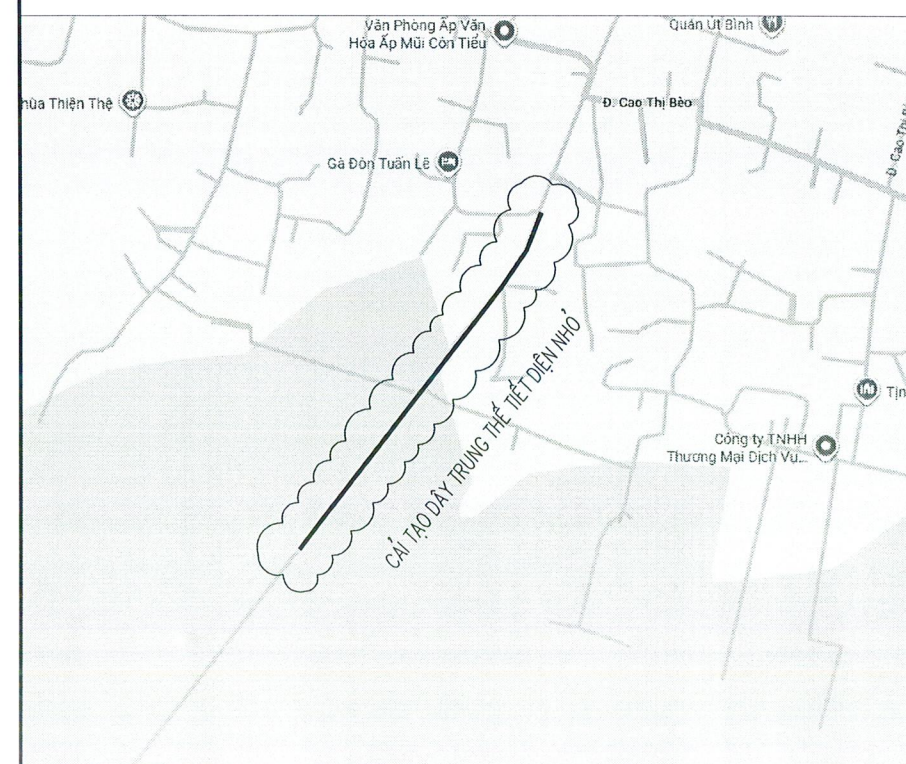 Văn Phòng Ấp Văn
Hóa Ấp Mũi Côn Tiểu
Quán Út Bình
hùa Thiện Thệ
Đ. Cao Thị Bèo
Đ. Cao Thị B
Gà Đòn Tuấn Lê
CẢI TẠO DÂY TRUNG THẾ TIẾT DIỆN NHỎ
Tịn
Công ty TNHH
Thương Mại Dịch Vụ...